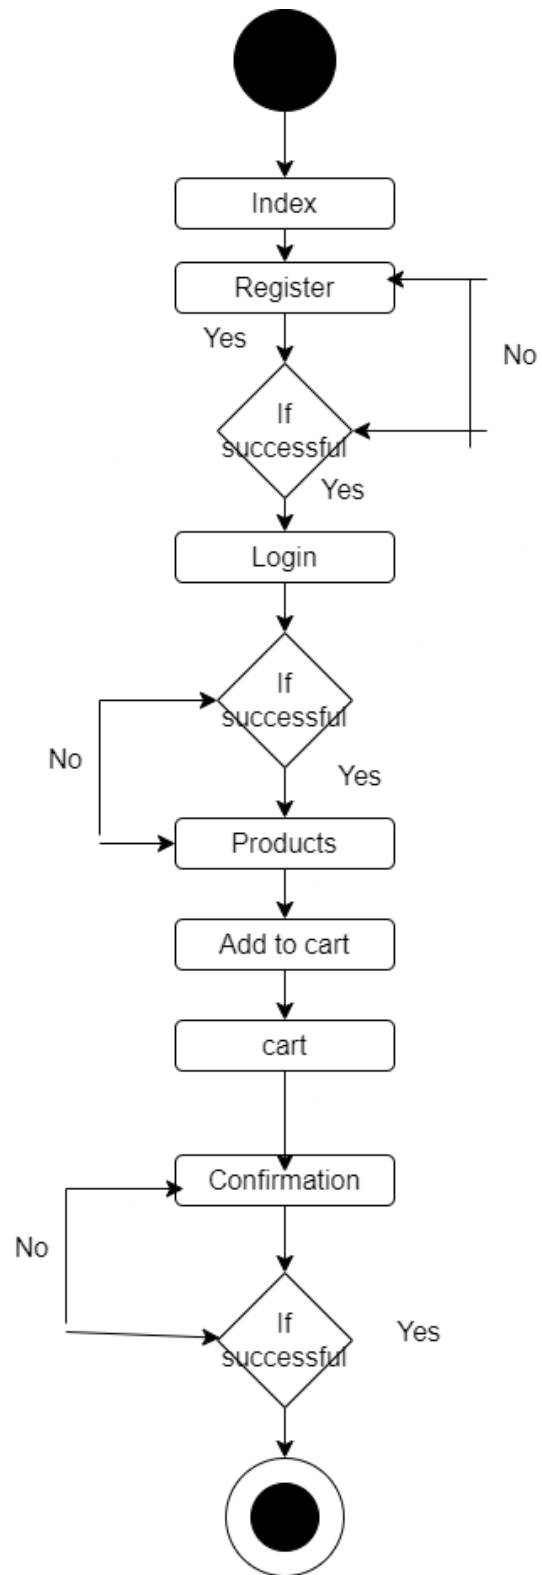 Index
Register
Yes
No
If
successful
Yes
Login
If
successful
No
Yes
Products
Add to cart
cart
Confirmation
No
If
successful
Yes